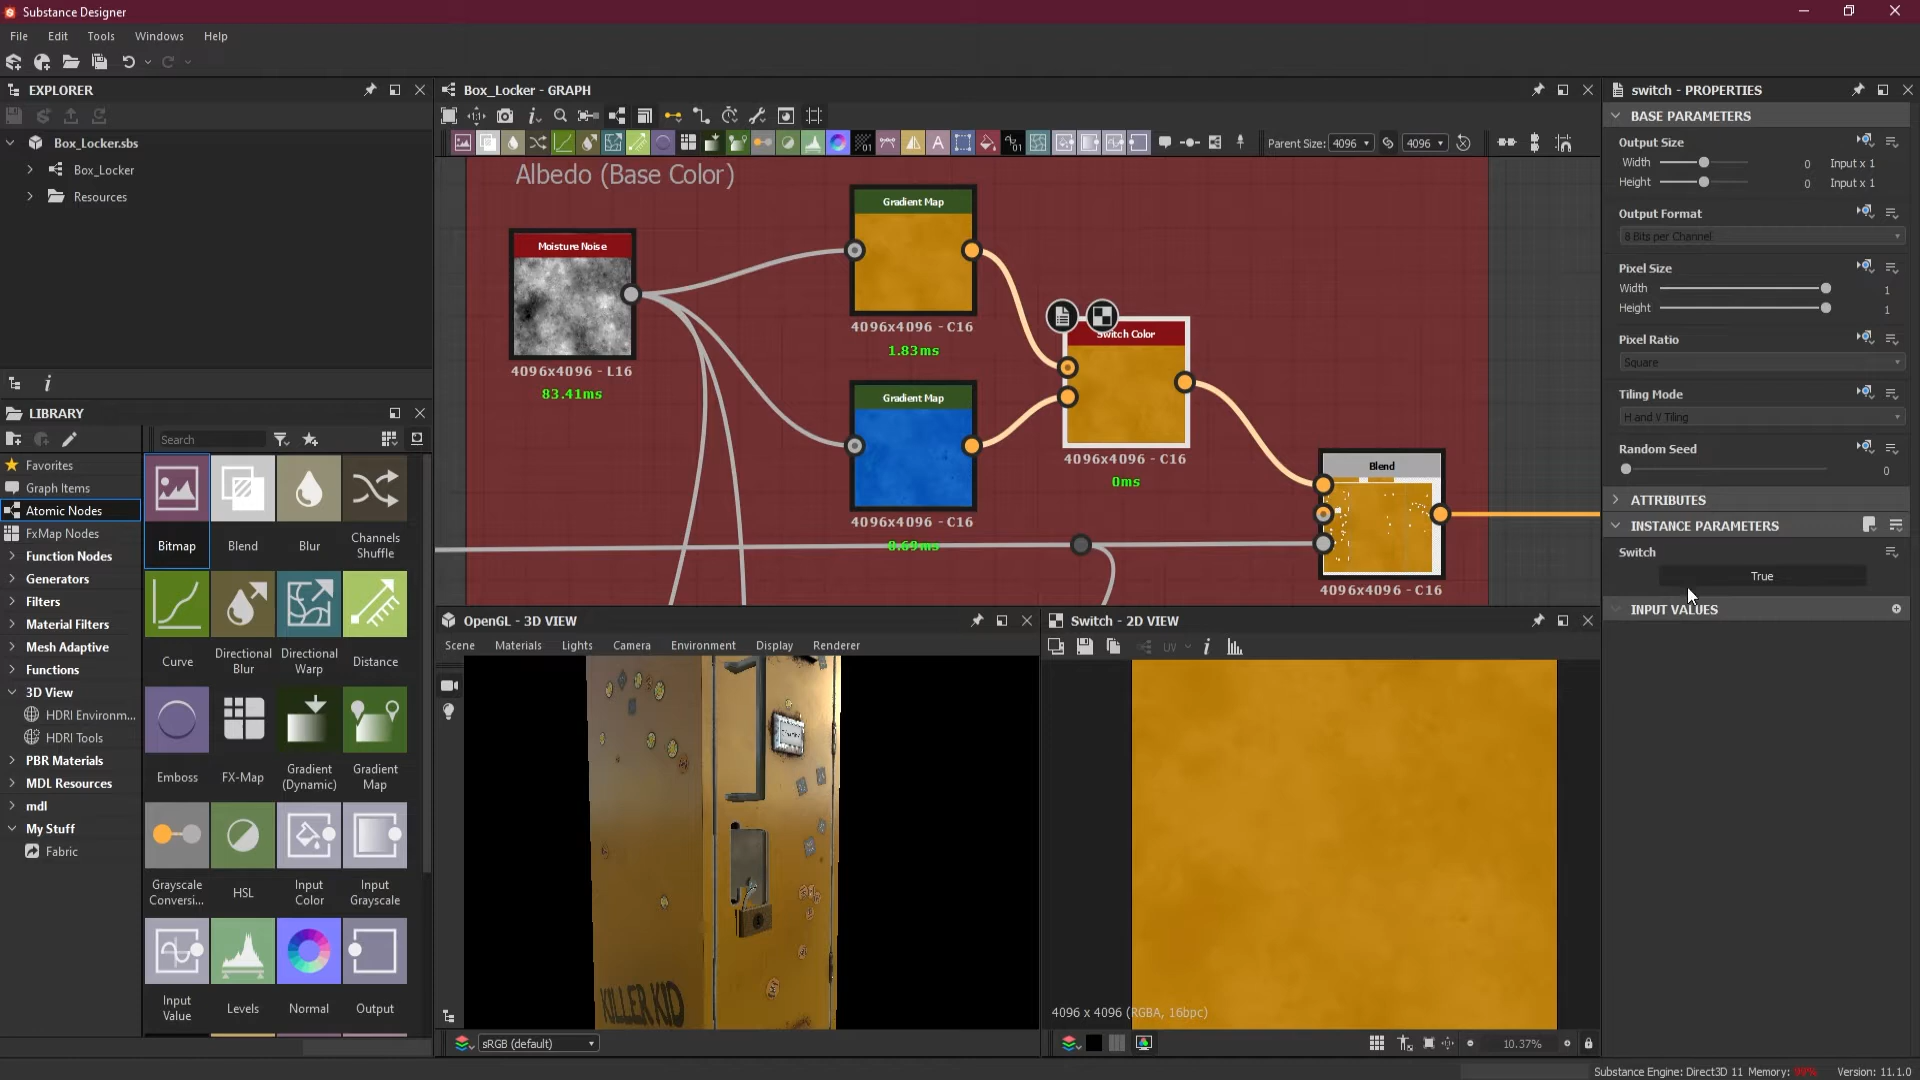 Substance Designer
File Edit Tools Windows Help
EXPLORER
Box_Locker.sbs
Box_Locker
Resources
LIBRARY
Search
Favorites
Graph Items
Atomic Nodes
FxMap Nodes
Function Nodes
Generators
Filters
Material Filters
Mesh Adaptive
Functions
3D View
HDRI Environm...
HDRI Tools
PBR Materials
MDL Resources
mdl
My Stuff
Fabric
Bitmap
Blend
Blur
Channels
Shuffle
Curve
Directional
Blur
Directional
Warp
Distance
Emboss
FX-Map
Gradient
(Dynamic)
Gradient
Map
Grayscale
Conversi...
HSL
Input
Color
Input
Grayscale
Input
Value
Levels
Normal
Output
Box_Locker - GRAPH
Parent Size: 4096 4096
Albedo (Base Color)
Moisture Noise
4096x4096 - L16
83.41ms
Gradient Map
4096x4096 - C16
1.83ms
Gradient Map
4096x4096 - C16
0.69ms
Switch Color
4096x4096 - C16
0ms
Blend
4096x4096 - C16
OpenGL - 3D VIEW
Scene Materials Lights Camera Environment Display Renderer
KILLER KID
sRGB (default)
Switch - 2D VIEW
UV
4096 x 4096 (RGBA, 16bpc)
10.37%
switch - PROPERTIES
BASE PARAMETERS
Output Size
Width 0 Input x 1
Height 0 Input x 1
Output Format
8 Bits per Channel
Pixel Size
Width 1
Height 1
Pixel Ratio
Square
Tiling Mode
H and V Tiling
Random Seed
0
ATTRIBUTES
INSTANCE PARAMETERS
Switch
True
INPUT VALUES
Substance Engine: Direct3D 11 Memory: 99% Version: 11.1.0